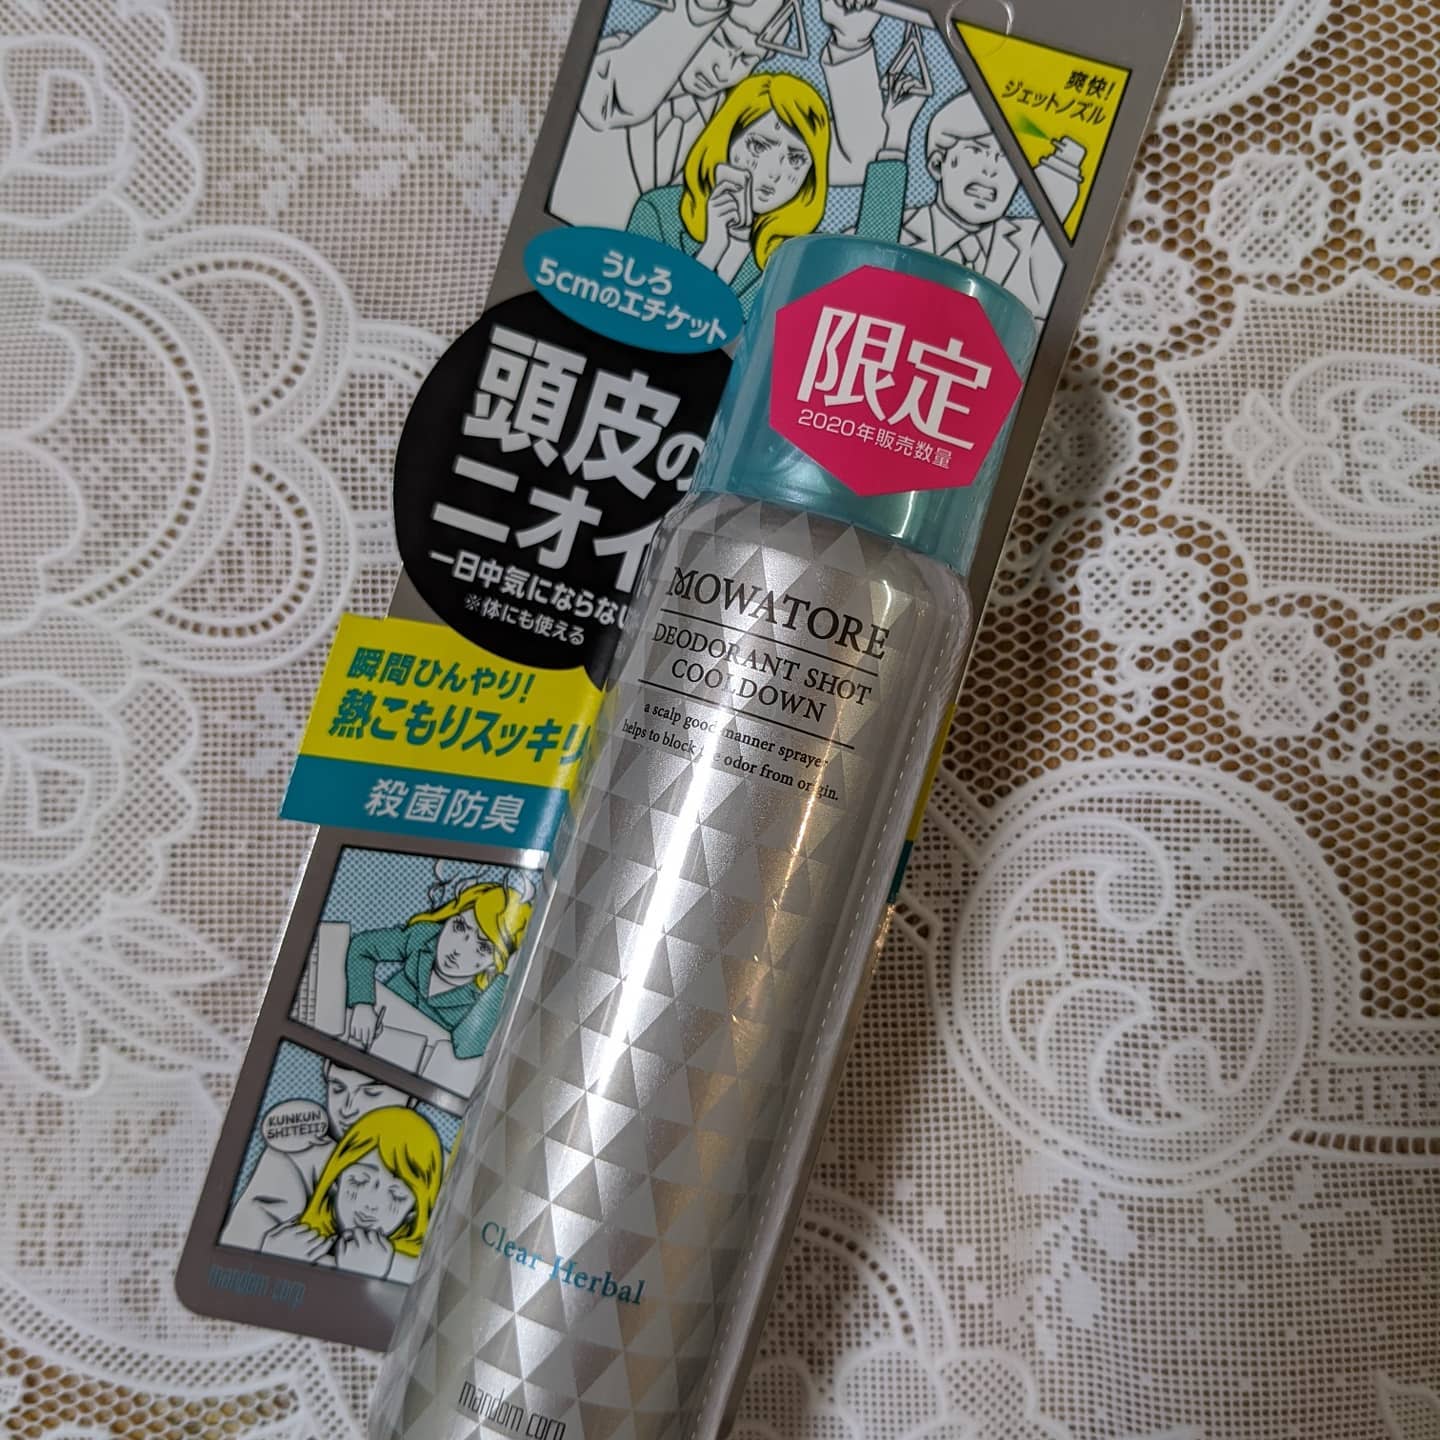 爽快!
ジェットノズル
うしろ
5cmのエチケット
頭皮の
ニオイ
一日中気にならない
※体にも使える
限定
2020年販売数量
瞬間ひんやり!
熱こもりスッキリ
殺菌防臭
MOWATORE
DEODORANT SHOT
COOLDOWN
a scalp good manner sprayer
helps to block the odor from origin.
KUNKUN
SHITEII?
Clear Herbal
mandom corp
mandom corp